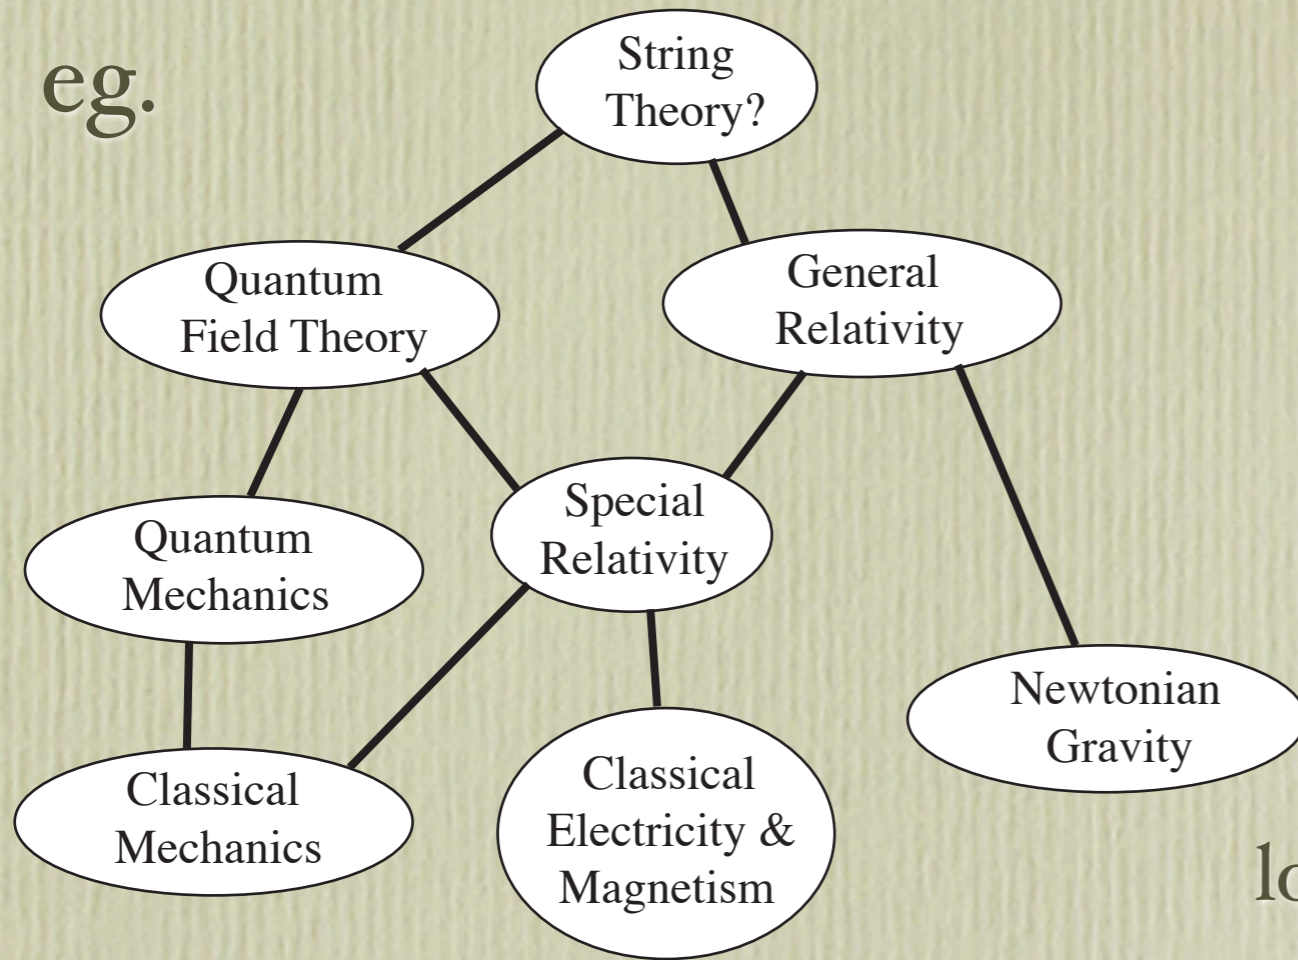 eg.
String
Theory?
Quantum
Field Theory
General
Relativity
Quantum
Mechanics
Special
Relativity
Newtonian
Gravity
Classical
Mechanics
Classical
Electricity &
Magnetism